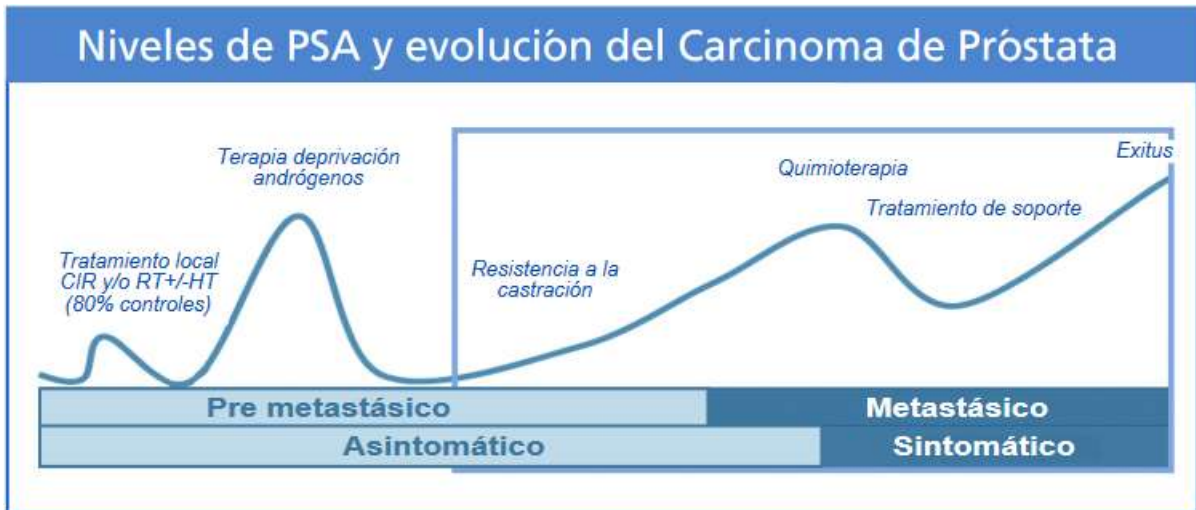 Niveles de PSA y evolución del Carcinoma de Próstata
Terapia deprivación
andrógenos
Tratamiento local
CIR y/o RT+/-HT
(80% controles)
Resistencia a la
castración
Quimioterapia
Tratamiento de soporte
Exitus
Pre metastásico
Metastásico
Asintomático
Sintomático